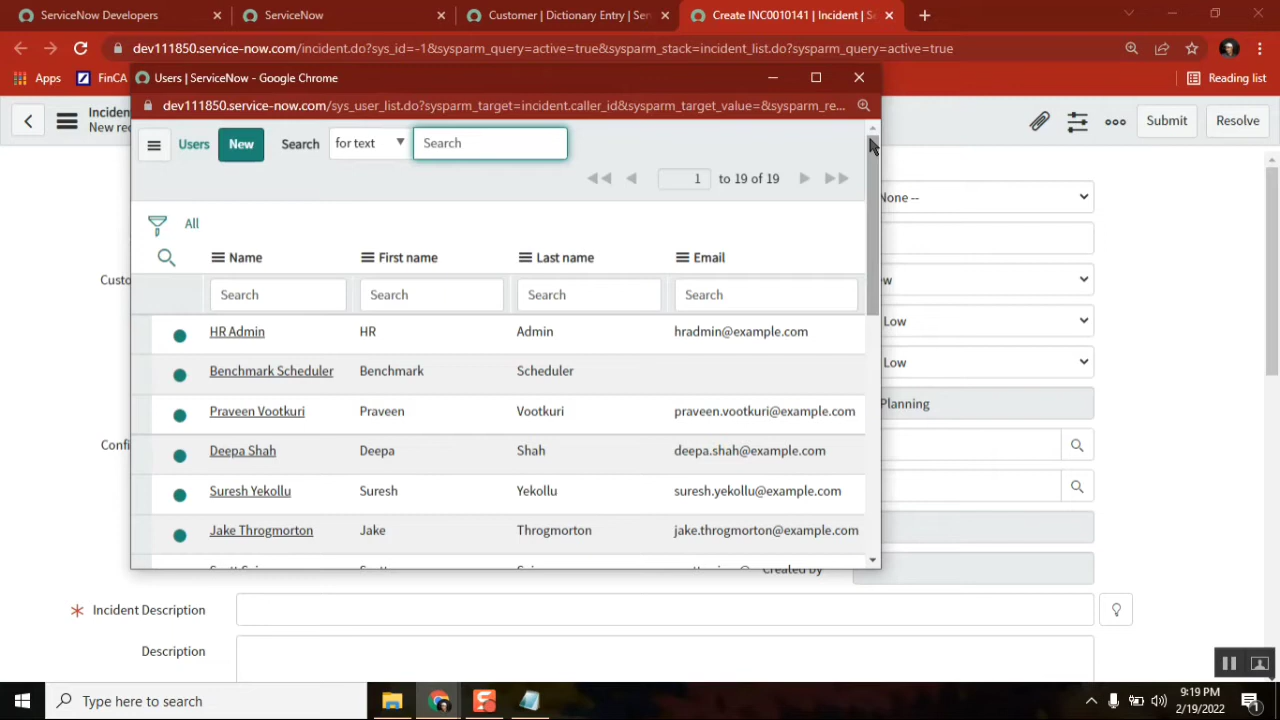 ServiceNow Developers
ServiceNow
Customer | Dictionary Entry | Ser
Create INC0010141 | Incident | Se
dev111850.service-now.com/incident.do?sys_id=-1&sysparm_query=active=true&sysparm_stack=incident_list.do?sysparm_query=active=true
Apps
FinCA
Reading list
Users | ServiceNow - Google Chrome
dev111850.service-now.com/sys_user_list.do?sysparm_target=incident.caller_id&sysparm_target_value=&sysparm_re...
Incident
New re
Submit
Resolve
Users
New
Search
for text
Search
1 to 19 of 19
All
Name
First name
Last name
Email
Search
Search
Search
Search
HR Admin
HR
Admin
hradmin@example.com
Benchmark Scheduler
Benchmark
Scheduler
Praveen Vootkuri
Praveen
Vootkuri
praveen.vootkuri@example.com
Deepa Shah
Deepa
Shah
deepa.shah@example.com
Suresh Yekollu
Suresh
Yekollu
suresh.yekollu@example.com
Jake Throgmorton
Jake
Throgmorton
jake.throgmorton@example.com
None --
Custo
Low
Low
Planning
Confi
Created by
Incident Description
Description
Type here to search
9:19 PM
2/19/2022
1